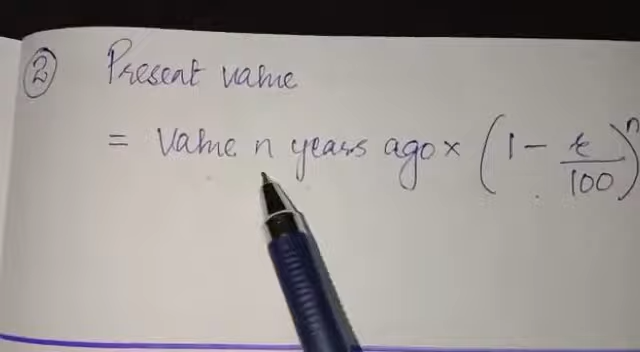 ② Present value
= Value n years ago × (1 - r/100)^n